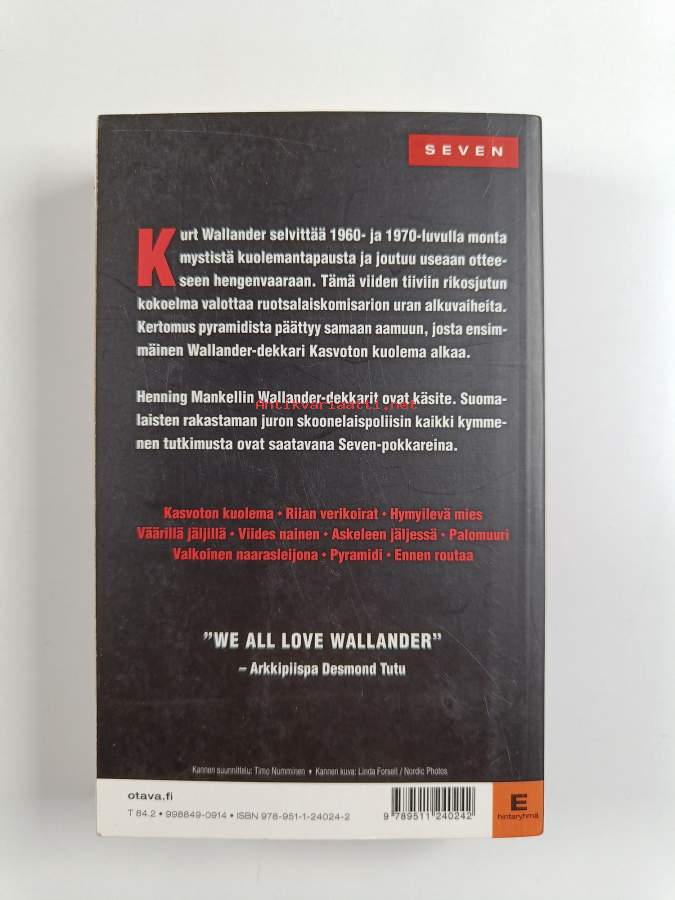 SEVEN
Kurt Wallander selvittää 1960- ja 1970-luvulla monta
mystistä kuolemantapausta ja joutuu useaan ottee-
seen hengenvaaraan. Tämä viiden tiiviin rikosjutun
kokoelma valottaa ruotsalaiskomisarion uran alkuvaiheita.
Kertomus pyramidista päättyy samaan aamuun, josta ensim-
mäinen Wallander-dekkari Kasvoton kuolema alkaa.
Henning Mankellin Wallander-dekkarit ovat käsite. Suoma-
Antikvariaatti.net
laisten rakastaman juron skoonelaispoliisin kaikki kymme-
nen tutkimusta ovat saatavana Seven-pokkareina.
Kasvoton kuolema • Riian verikoirat • Hymyilevä mies
Väärillä jäljillä • Viides nainen • Askeleen jäljessä • Palomuuri
Valkoinen naarasleijona • Pyramidi • Ennen routaa
”WE ALL LOVE WALLANDER”
– Arkkipiispa Desmond Tutu
Kannen suunnittelu: Timo Numminen • Kannen kuva: Linda Forsell / Nordic Photos
otava.fi
T 84.2 • 998849-0914 • ISBN 978-951-1-24024-2
9 789511 240242
E
hintaryhmä